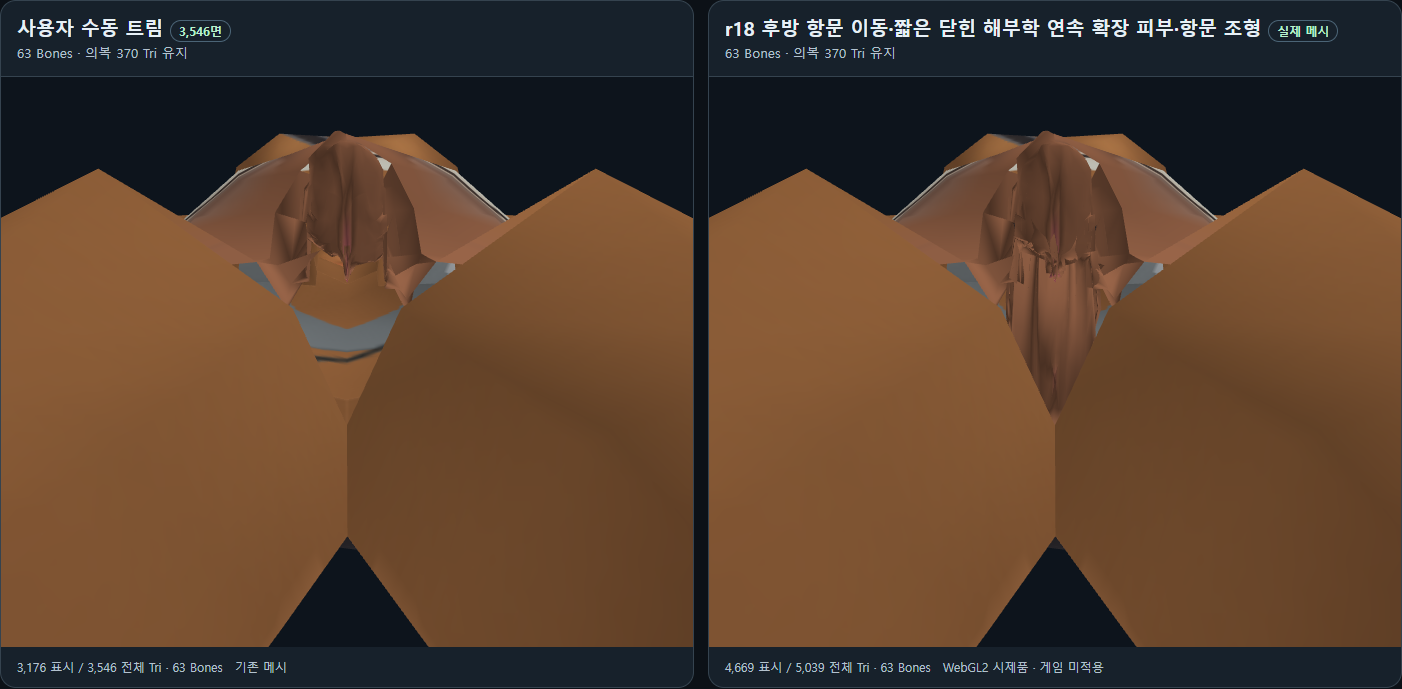 사용자 수동 트림 3,546면
63 Bones · 의복 370 Tri 유지
3,176 표시 / 3,546 전체 Tri · 63 Bones 기존 메시
r18 후방 항문 이동·짧은 닫힌 해부학 연속 확장 피부·항문 조형 실제 메시
63 Bones · 의복 370 Tri 유지
4,669 표시 / 5,039 전체 Tri · 63 Bones WebGL2 시제품 · 게임 미적용